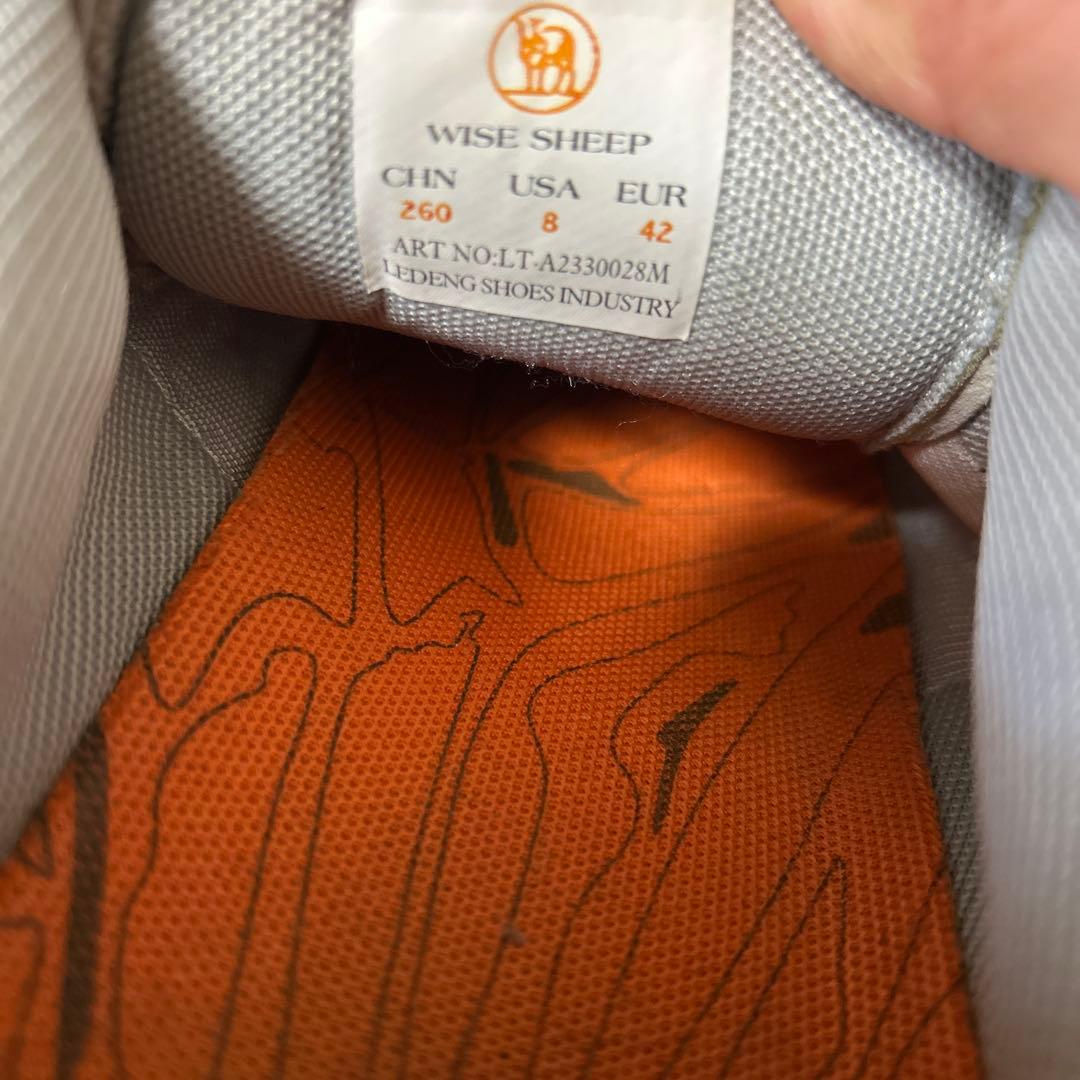 WISE SHEEP
CHN USA EUR
260 8 42
ART NO:LT-A2330028M
LEDENG SHOES INDUSTRY